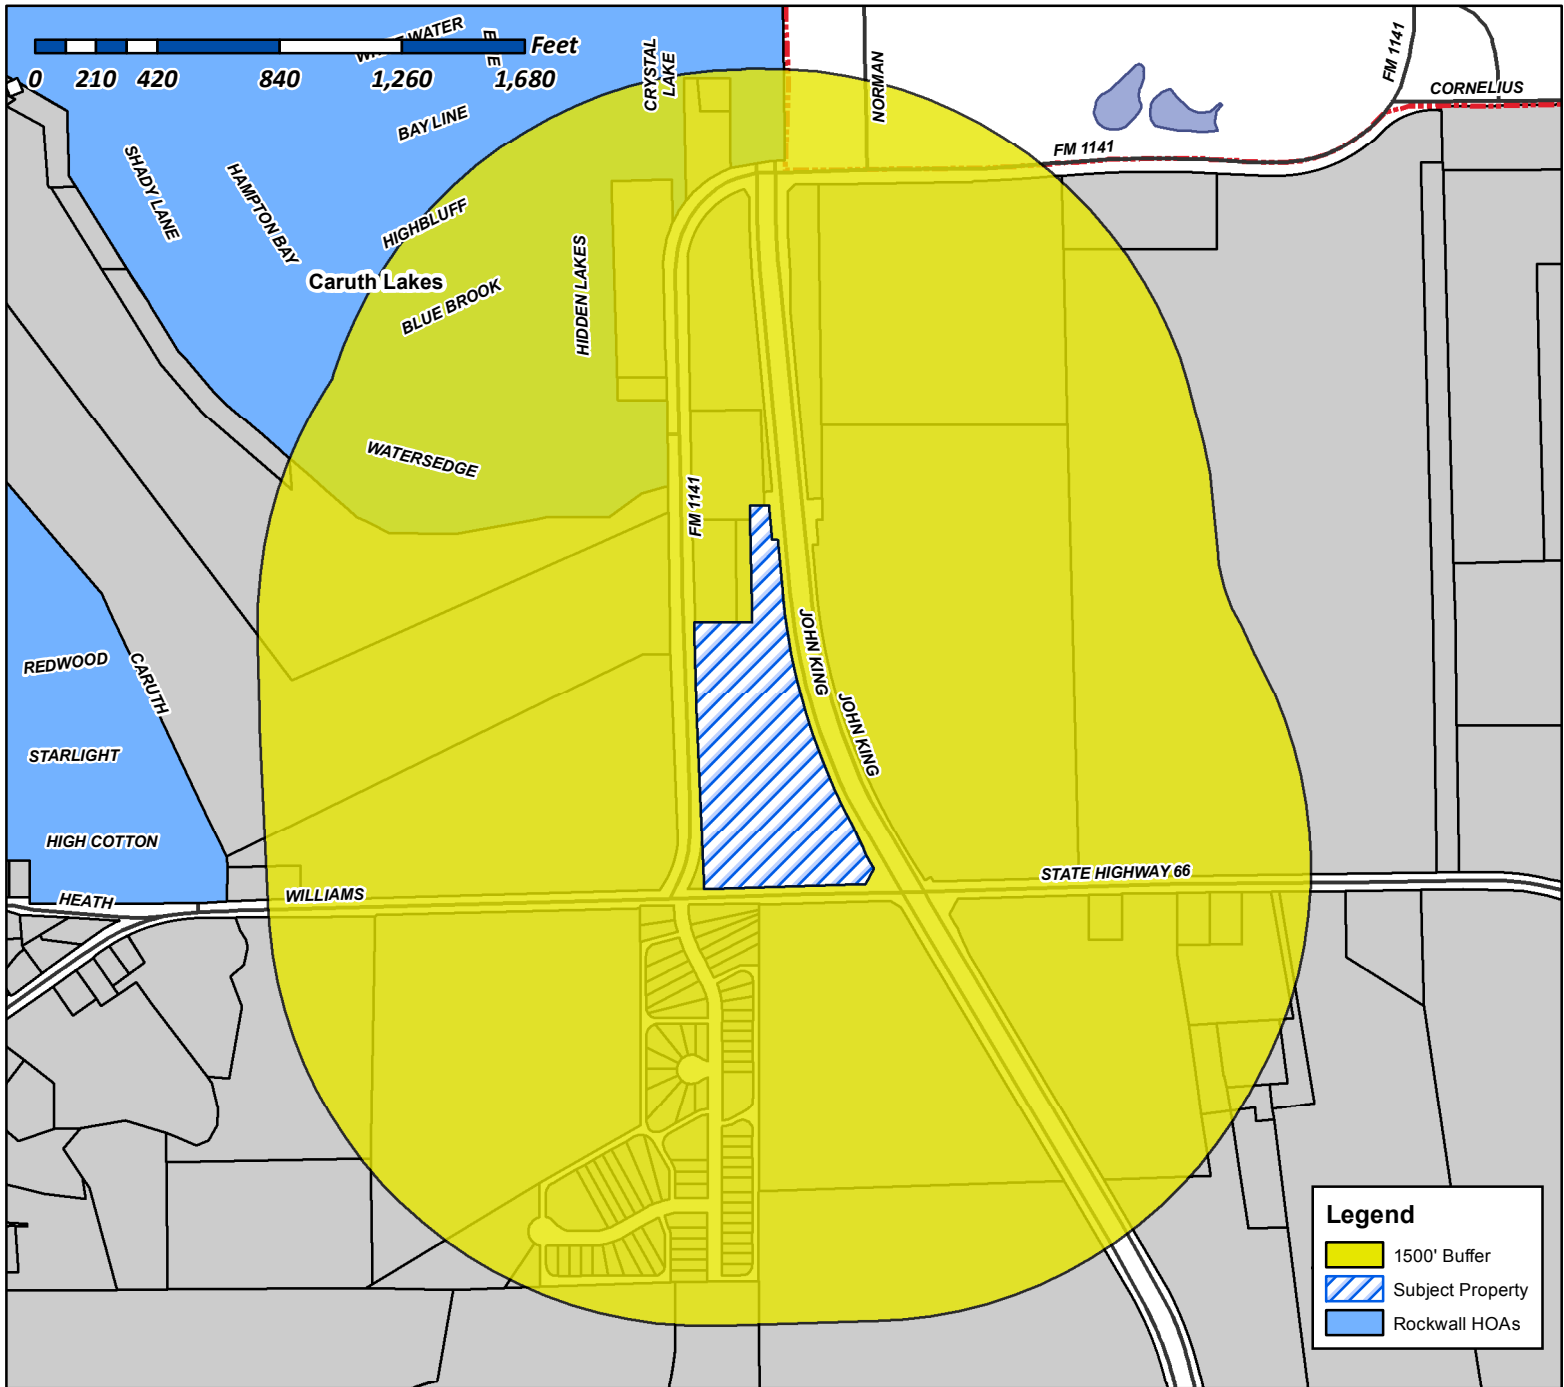 WHITE WATER
Feet
0 210 420 840 1,260 1,680
CRYSTAL
LAKE
NORMAN
FM 1141
CORNELIUS
BAY LINE
FM 1141
SHADY LANE
HAMPTON BAY
HIGHBLUFF
Caruth Lakes
BLUE BROOK
HIDDEN LAKES
WATERSEDGE
FM 1141
JOHN KING
JOHN KING
REDWOOD
CARUTH
STARLIGHT
HIGH COTTON
HEATH
WILLIAMS
STATE HIGHWAY 66
Legend
1500' Buffer
Subject Property
Rockwall HOAs